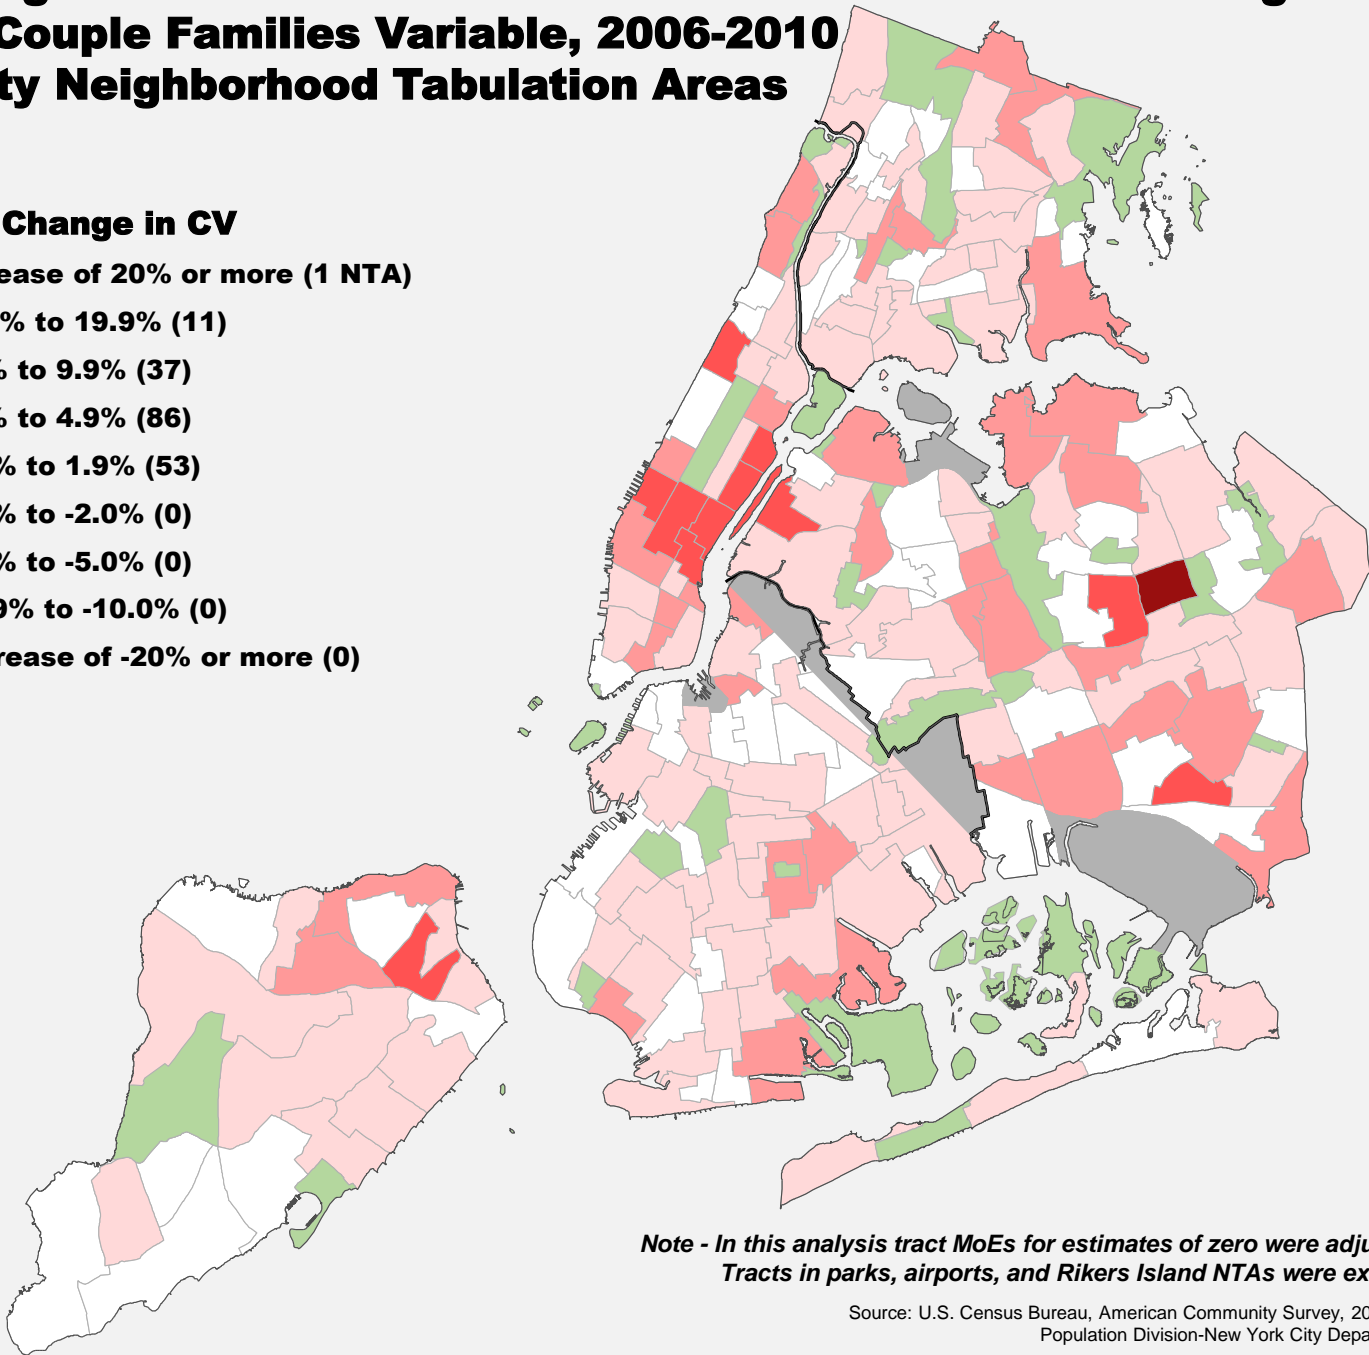 Couple Families Variable, 2006-2010
ty Neighborhood Tabulation Areas
Change in CV
ease of 20% or more (1 NTA)
% to 19.9% (11)
% to 9.9% (37)
% to 4.9% (86)
% to 1.9% (53)
% to -2.0% (0)
% to -5.0% (0)
9% to -10.0% (0)
rease of -20% or more (0)
Note - In this analysis tract MoEs for estimates of zero were adju
Tracts in parks, airports, and Rikers Island NTAs were ex
Source: U.S. Census Bureau, American Community Survey, 20
Population Division-New York City Depa